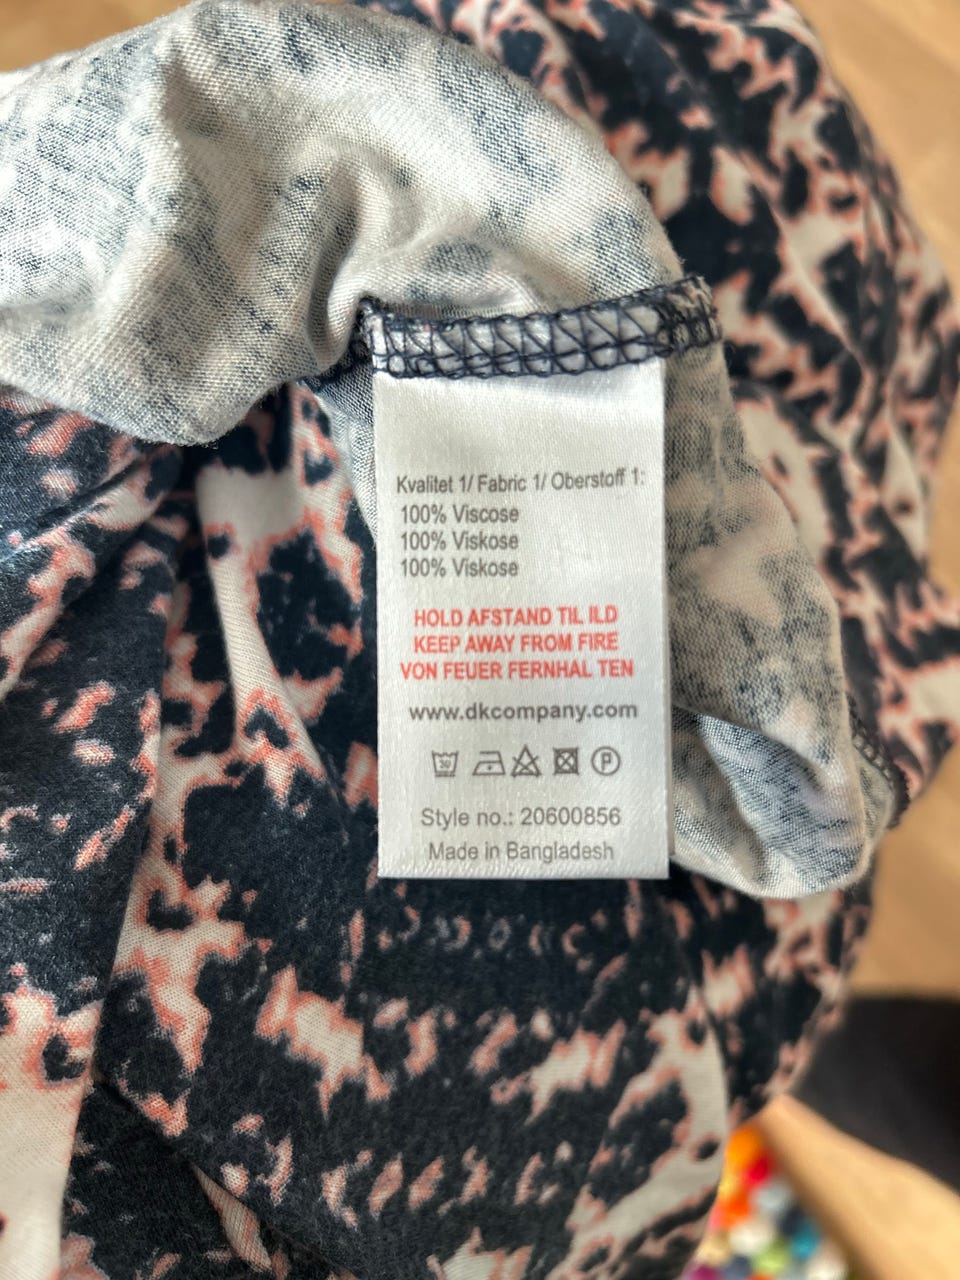 Kvalitet 1/ Fabric 1/ Oberstoff 1:
100% Viscose
100% Viskose
100% Viskose
HOLD AFSTAND TIL ILD
KEEP AWAY FROM FIRE
VON FEUER FERNHAL TEN
www.dkcompany.com
30 P
Style no.: 20600856
Made in Bangladesh